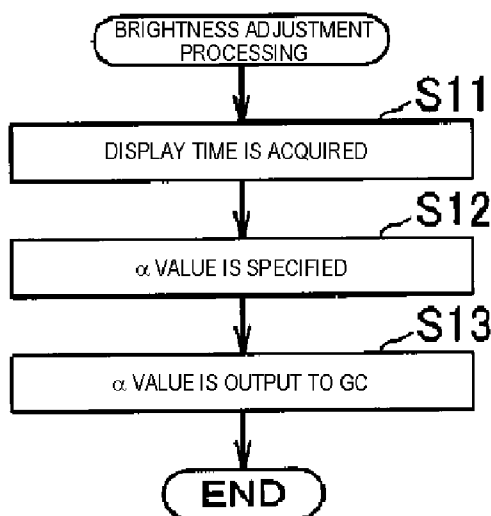 BRIGHTNESS ADJUSTMENT
PROCESSING
S11
DISPLAY TIME IS ACQUIRED
S12
α VALUE IS SPECIFIED
S13
α VALUE IS OUTPUT TO GC
END